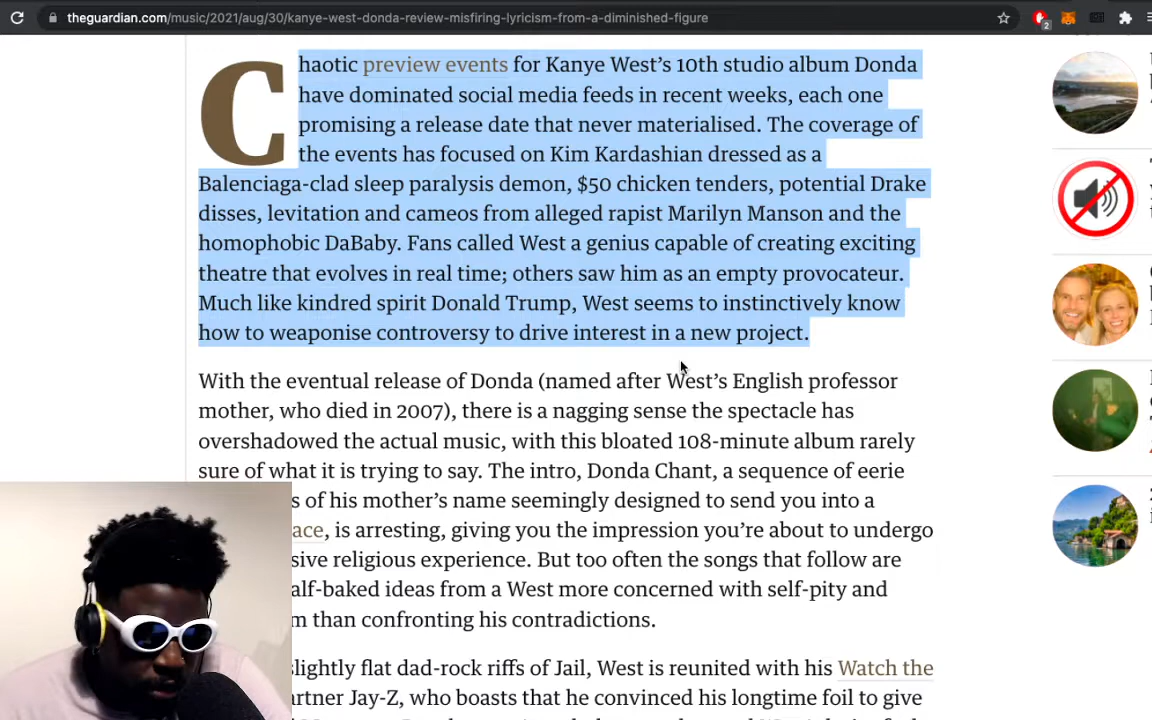 theguardian.com/music/2021/aug/30/kanye-west-donda-review-misfiring-lyricism-from-a-diminished-figure
2
Chaotic preview events for Kanye West’s 10th studio album Donda
have dominated social media feeds in recent weeks, each one
promising a release date that never materialised. The coverage of
the events has focused on Kim Kardashian dressed as a
Balenciaga-clad sleep paralysis demon, $50 chicken tenders, potential Drake
disses, levitation and cameos from alleged rapist Marilyn Manson and the
homophobic DaBaby. Fans called West a genius capable of creating exciting
theatre that evolves in real time; others saw him as an empty provocateur.
Much like kindred spirit Donald Trump, West seems to instinctively know
how to weaponise controversy to drive interest in a new project.
With the eventual release of Donda (named after West’s English professor
mother, who died in 2007), there is a nagging sense the spectacle has
overshadowed the actual music, with this bloated 108-minute album rarely
sure of what it is trying to say. The intro, Donda Chant, a sequence of eerie
s of his mother’s name seemingly designed to send you into a
ace, is arresting, giving you the impression you’re about to undergo
sive religious experience. But too often the songs that follow are
alf-baked ideas from a West more concerned with self-pity and
m than confronting his contradictions.
slightly flat dad-rock riffs of Jail, West is reunited with his Watch the
artner Jay-Z, who boasts that he convinced his longtime foil to give